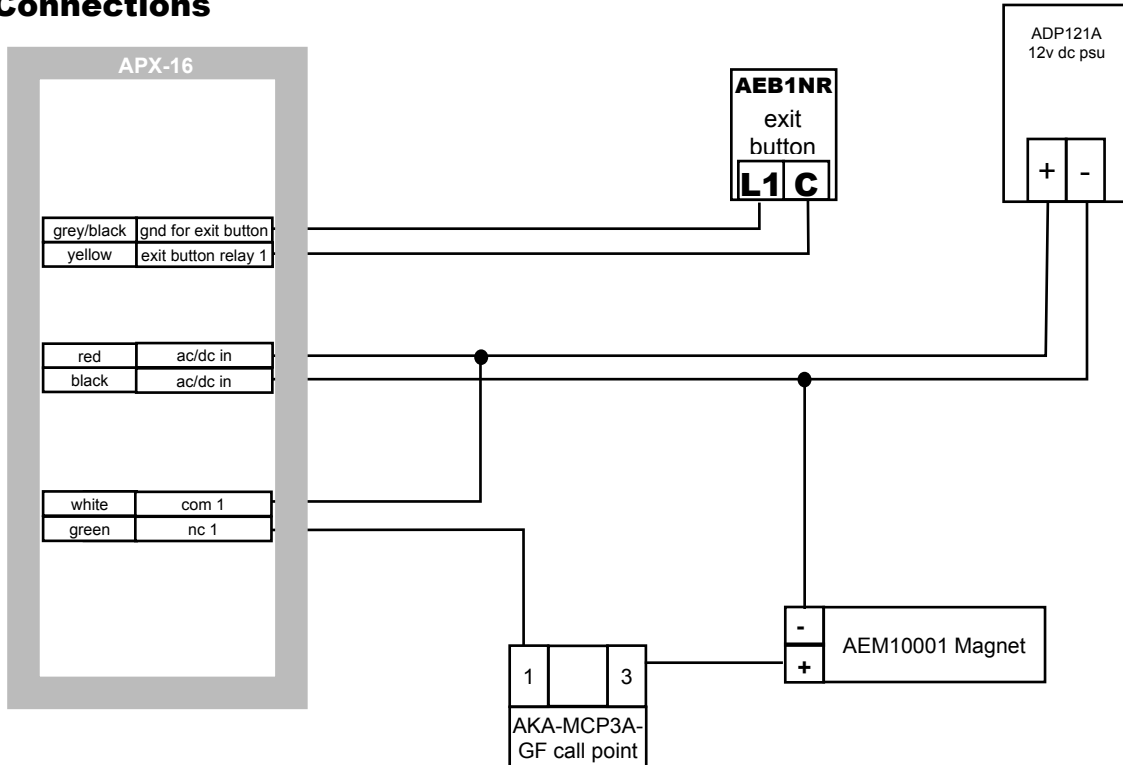 Connections
APX-16
ADP121A
12v dc psu
+ -
AEB1NR
exit
button
L1 C
grey/black gnd for exit button
yellow exit button relay 1
red ac/dc in
black ac/dc in
white com 1
green nc 1
-
+
AEM10001 Magnet
1 3
AKA-MCP3A-
GF call point